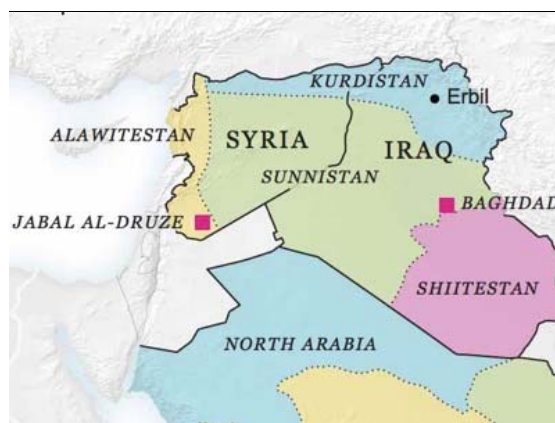 KURDISTAN
Erbil
ALAWITESTAN
SYRIA
IRAQ
SUNNISTAN
JABAL AL-DRUZE
BAGHDAD
SHIITESTAN
NORTH ARABIA